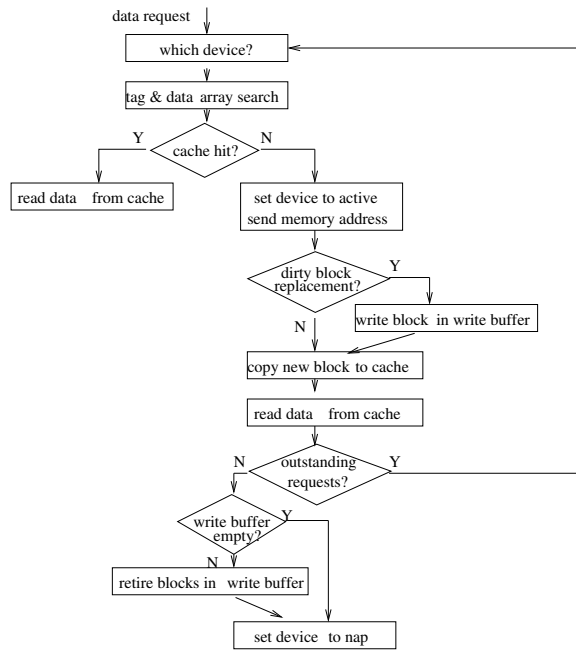 data request
which device?
tag & data array search
Y
N
cache hit?
read data from cache
set device to active
send memory address
dirty block
replacement?
Y
N
write block in write buffer
copy new block to cache
read data from cache
N
outstanding
requests?
Y
write buffer
empty?
Y
N
retire blocks in write buffer
set device to nap